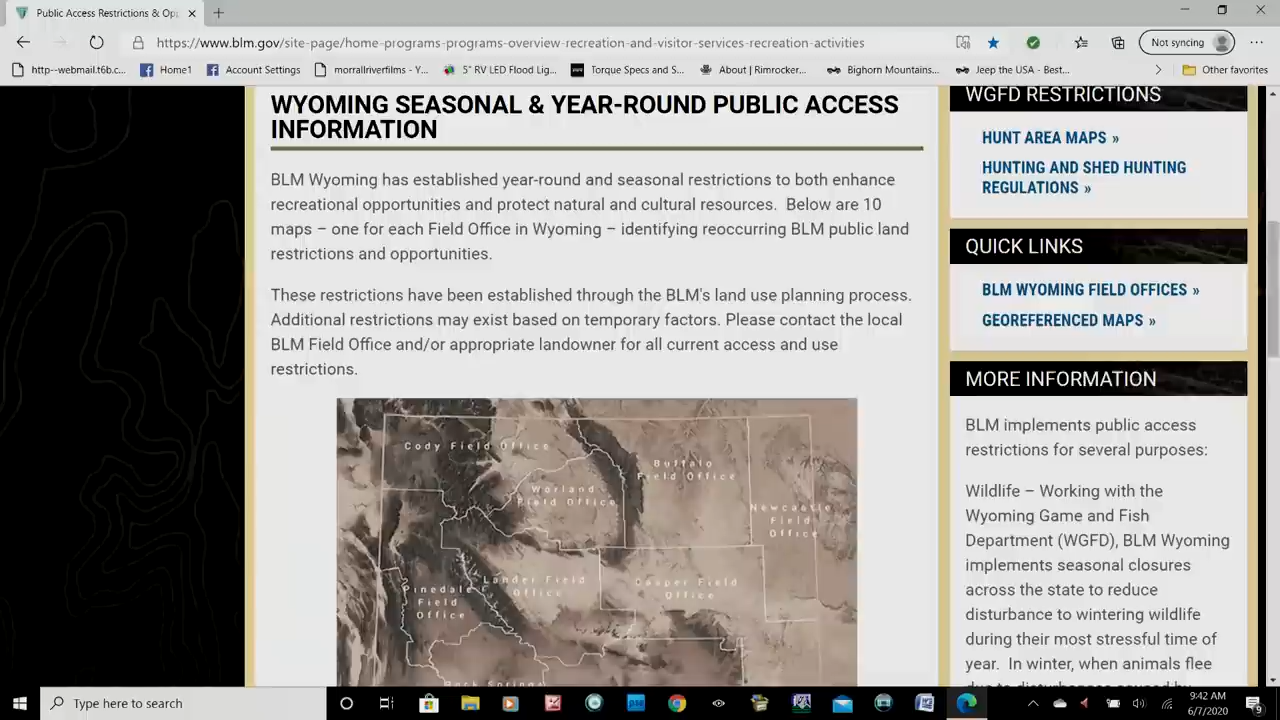 Public Access Restrictions & Opp
https://www.blm.gov/site-page/home-programs-programs-overview-recreation-and-visitor-services-recreation-activities
Not syncing
http--webmail.t6b.c...
Home1
Account Settings
morrallriverfilms - Y...
5" RV LED Flood Lig...
Torque Specs and S...
About | Rimrocker...
Bighorn Mountains...
Jeep the USA - Best...
Other favorites
WYOMING SEASONAL & YEAR-ROUND PUBLIC ACCESS
INFORMATION
BLM Wyoming has established year-round and seasonal restrictions to both enhance
recreational opportunities and protect natural and cultural resources. Below are 10
maps – one for each Field Office in Wyoming – identifying reoccurring BLM public land
restrictions and opportunities.
These restrictions have been established through the BLM's land use planning process.
Additional restrictions may exist based on temporary factors. Please contact the local
BLM Field Office and/or appropriate landowner for all current access and use
restrictions.
Cody Field Office
Buffalo
Field Office
Worland
Field Office
Newcastle
Field
Office
Lander Field
Office
Casper Field
Office
Pinedale
Field
Office
Rock Springs
WGFD RESTRICTIONS
HUNT AREA MAPS »
HUNTING AND SHED HUNTING
REGULATIONS »
QUICK LINKS
BLM WYOMING FIELD OFFICES »
GEOREFERENCED MAPS »
MORE INFORMATION
BLM implements public access
restrictions for several purposes:
Wildlife – Working with the
Wyoming Game and Fish
Department (WGFD), BLM Wyoming
implements seasonal closures
across the state to reduce
disturbance to wintering wildlife
during their most stressful time of
year. In winter, when animals flee
Type here to search
9:42 AM
6/7/2020